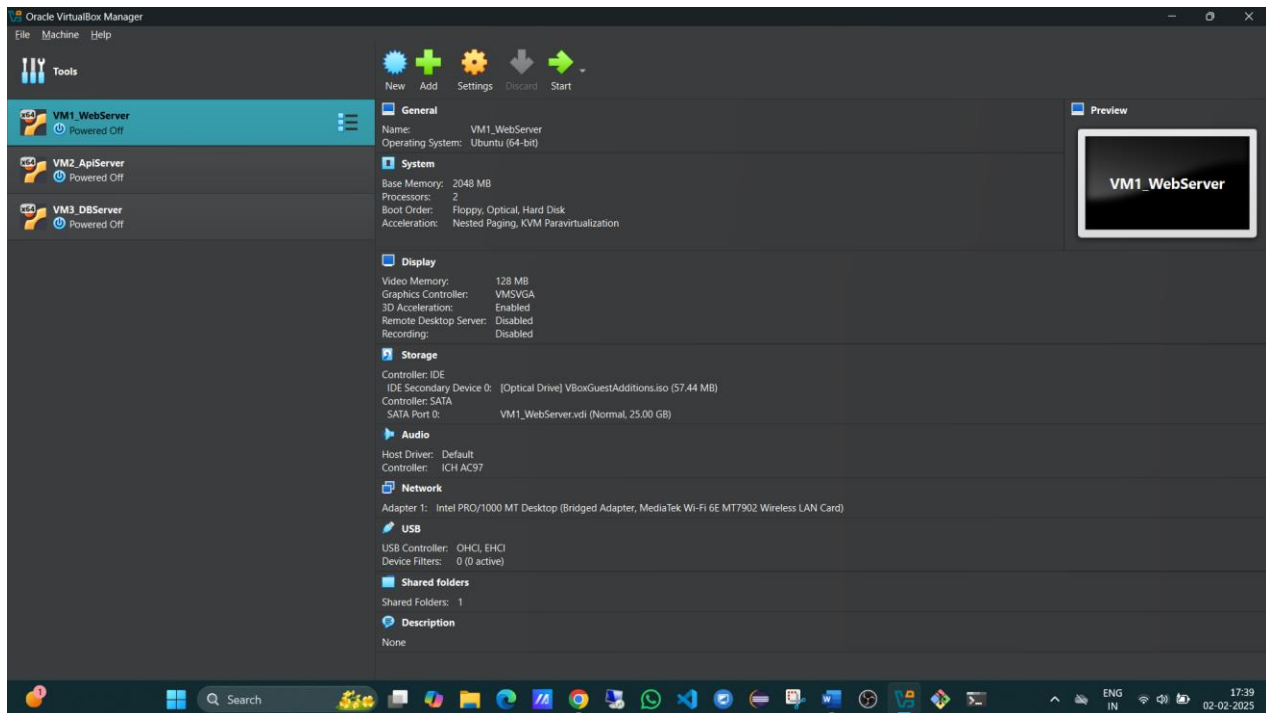 Oracle VirtualBox Manager
File Machine Help
Tools
New Add Settings Discard Start
x64 VM1_WebServer
Powered Off
x64 VM2_ApiServer
Powered Off
x64 VM3_DBServer
Powered Off
General
Name: VM1_WebServer
Operating System: Ubuntu (64-bit)
System
Base Memory: 2048 MB
Processors: 2
Boot Order: Floppy, Optical, Hard Disk
Acceleration: Nested Paging, KVM Paravirtualization
Preview
VM1_WebServer
Display
Video Memory: 128 MB
Graphics Controller: VMSVGA
3D Acceleration: Enabled
Remote Desktop Server: Disabled
Recording: Disabled
Storage
Controller: IDE
IDE Secondary Device 0: [Optical Drive] VBoxGuestAdditions.iso (57.44 MB)
Controller: SATA
SATA Port 0: VM1_WebServer.vdi (Normal, 25.00 GB)
Audio
Host Driver: Default
Controller: ICH AC97
Network
Adapter 1: Intel PRO/1000 MT Desktop (Bridged Adapter, MediaTek Wi-Fi 6E MT7902 Wireless LAN Card)
USB
USB Controller: OHCI, EHCI
Device Filters: 0 (0 active)
Shared folders
Shared Folders: 1
Description
None
1
Search
ENG
IN
17:39
02-02-2025